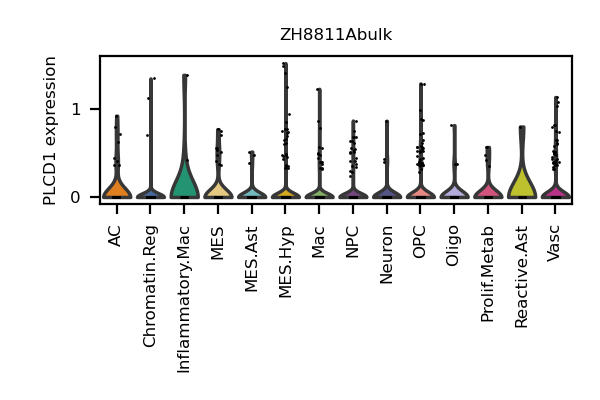 ZH8811Abulk
PLCD1 expression
1
0
AC
Chromatin.Reg
Inflammatory.Mac
MES
MES.Ast
MES.Hyp
Mac
NPC
Neuron
OPC
Oligo
Prolif.Metab
Reactive.Ast
Vasc